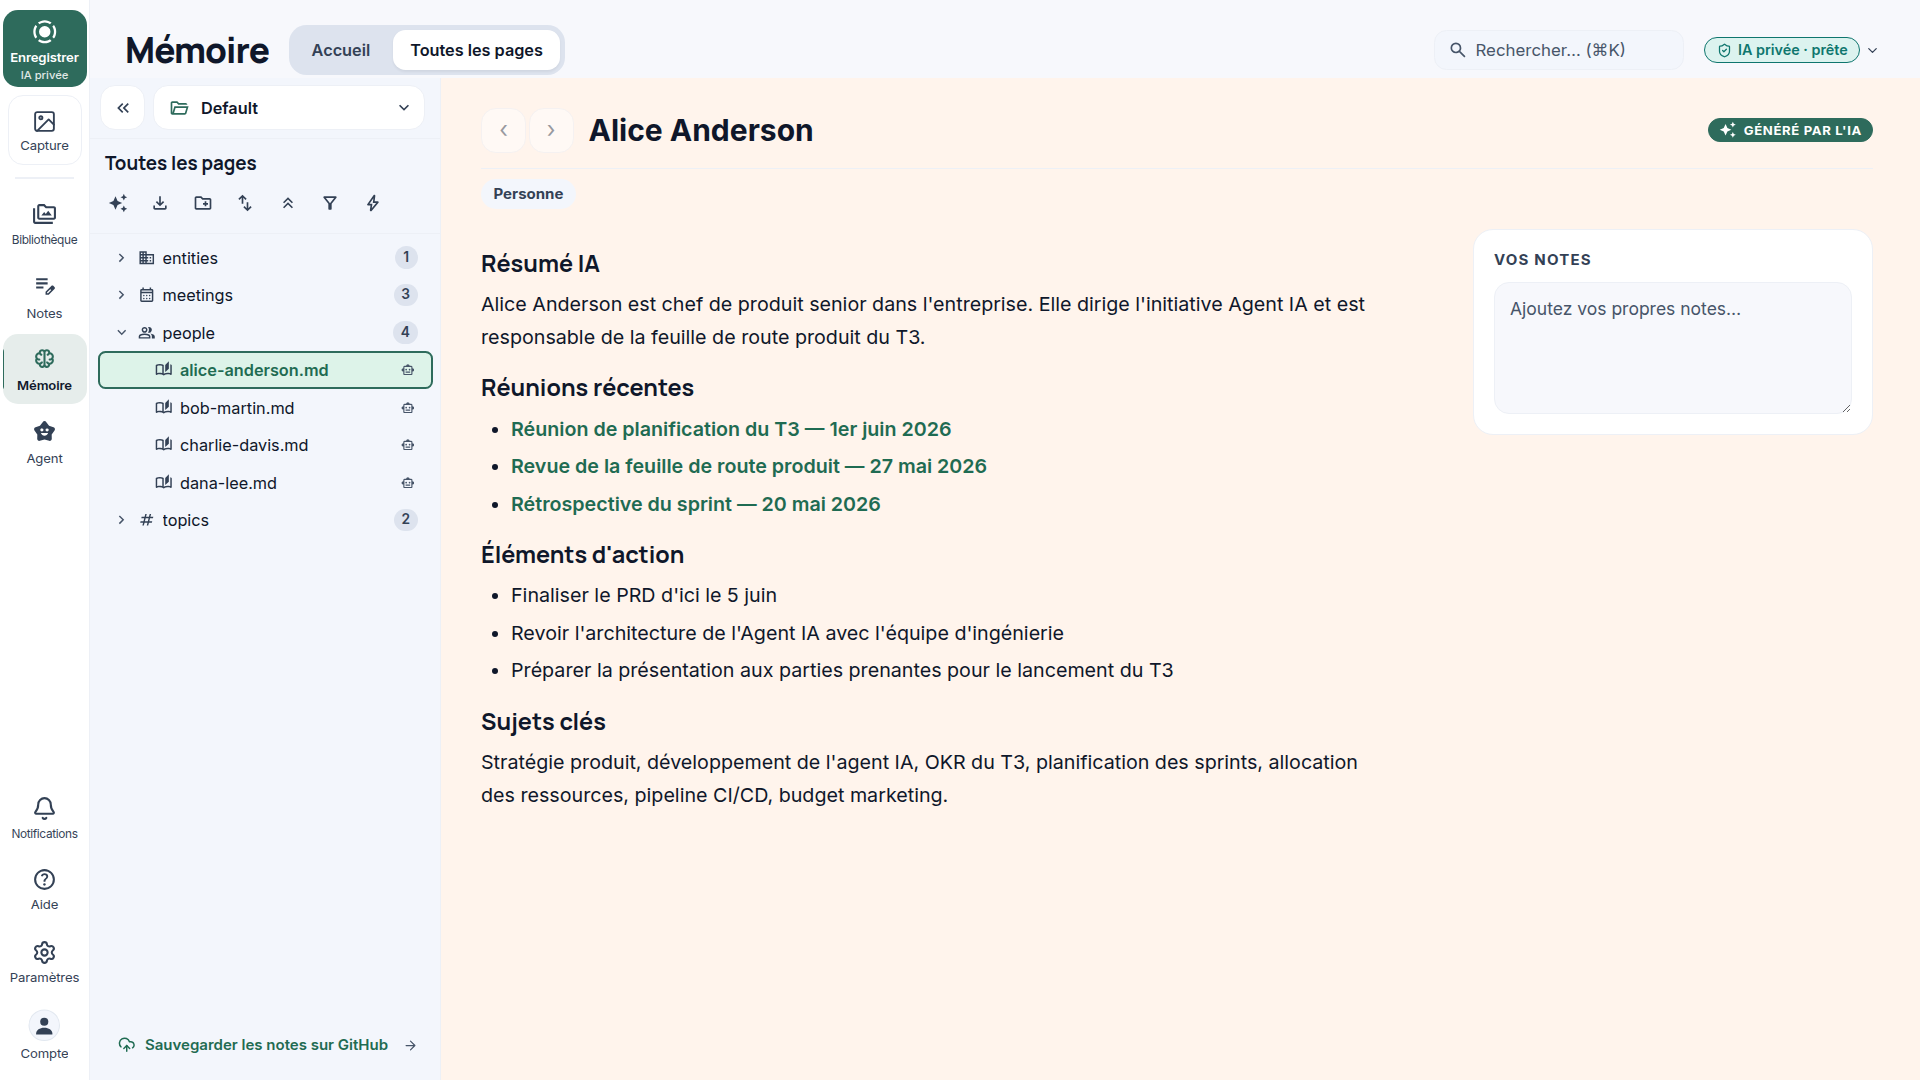 Enregistrer
IA privée
Capture
Bibliothèque
Notes
Mémoire
Agent
Notifications
Aide
Paramètres
Compte
Mémoire
Accueil
Toutes les pages
Rechercher... (⌘K)
IA privée · prête
Default
Toutes les pages
entities 1
meetings 3
people 4
alice-anderson.md
bob-martin.md
charlie-davis.md
dana-lee.md
topics 2
Sauvegarder les notes sur GitHub
Alice Anderson
GÉNÉRÉ PAR L'IA
Personne
Résumé IA
Alice Anderson est chef de produit senior dans l'entreprise. Elle dirige l'initiative Agent IA et est
responsable de la feuille de route produit du T3.
Réunions récentes
• Réunion de planification du T3 — 1er juin 2026
• Revue de la feuille de route produit — 27 mai 2026
• Rétrospective du sprint — 20 mai 2026
Éléments d'action
• Finaliser le PRD d'ici le 5 juin
• Revoir l'architecture de l'Agent IA avec l'équipe d'ingénierie
• Préparer la présentation aux parties prenantes pour le lancement du T3
Sujets clés
Stratégie produit, développement de l'agent IA, OKR du T3, planification des sprints, allocation
des ressources, pipeline CI/CD, budget marketing.
VOS NOTES
Ajoutez vos propres notes...